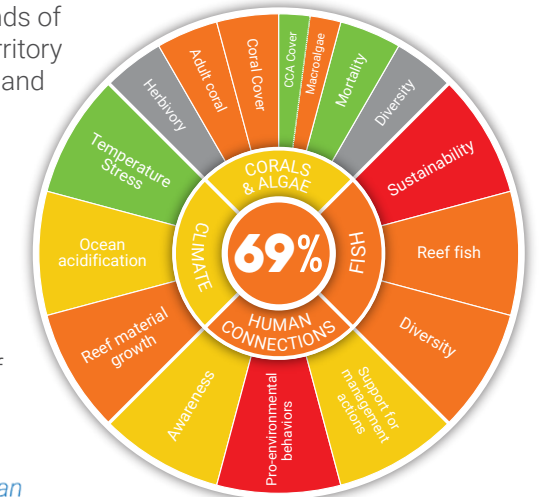 nds of
rritory
and
f
an
Herbivory
Adult coral
Coral Cover
CCA Cover
Macroalgae
Mortality
Diversity
Sustainability
Reef fish
Diversity
Support for
management
actions
Pro-environmental
behaviors
Awareness
Reef material
growth
Ocean
acidification
Temperature
Stress
CORALS
& ALGAE
FISH
HUMAN
CONNECTIONS
CLIMATE
69%